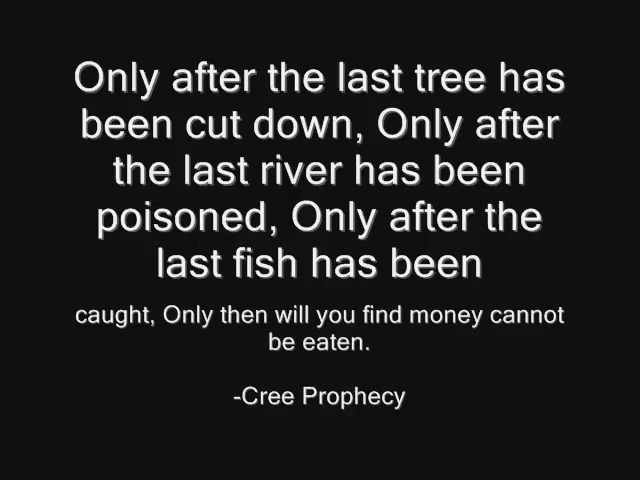 Only after the last tree has
been cut down, Only after
the last river has been
poisoned, Only after the
last fish has been
caught, Only then will you find money cannot
be eaten.
-Cree Prophecy